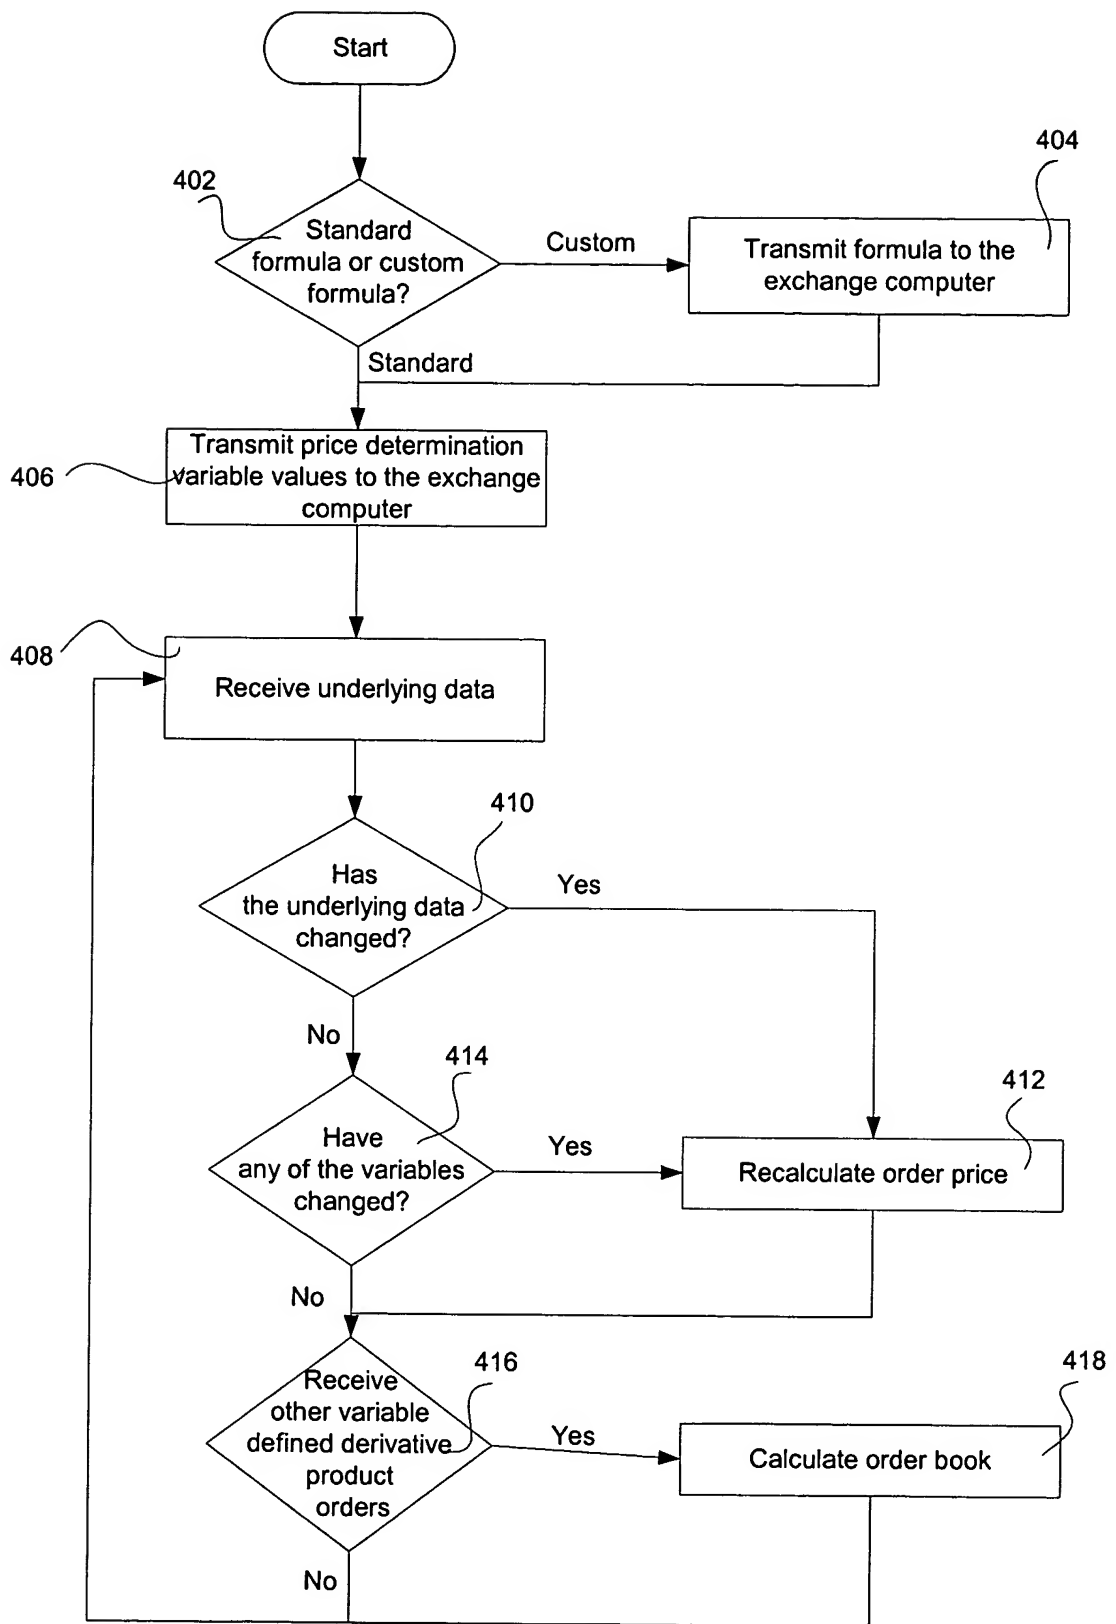 Start
402
404
Standard
formula or custom
formula?
Custom
Transmit formula to the
exchange computer
Standard
406
Transmit price determination
variable values to the exchange
computer
408
Receive underlying data
410
Has
the underlying data
changed?
Yes
No
414
412
Have
any of the variables
changed?
Yes
Recalculate order price
No
416
418
Receive
other variable
defined derivative
product
orders
Yes
Calculate order book
No